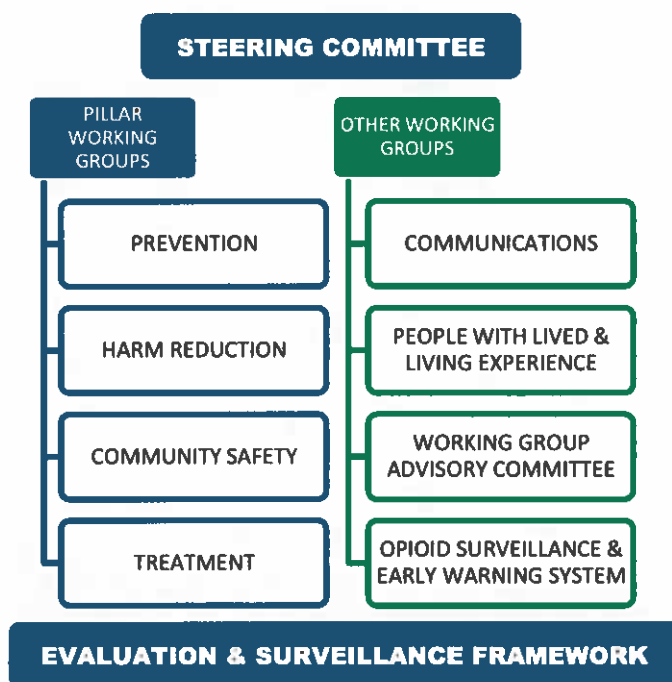 STEERING COMMITTEE
PILLAR
WORKING
GROUPS
PREVENTION
HARM REDUCTION
COMMUNITY SAFETY
TREATMENT
OTHER WORKING
GROUPS
COMMUNICATIONS
PEOPLE WITH LIVED &
LIVING EXPERIENCE
WORKING GROUP
ADVISORY COMMITTEE
OPIOID SURVEILLANCE &
EARLY WARNING SYSTEM
EVALUATION & SURVEILLANCE FRAMEWORK